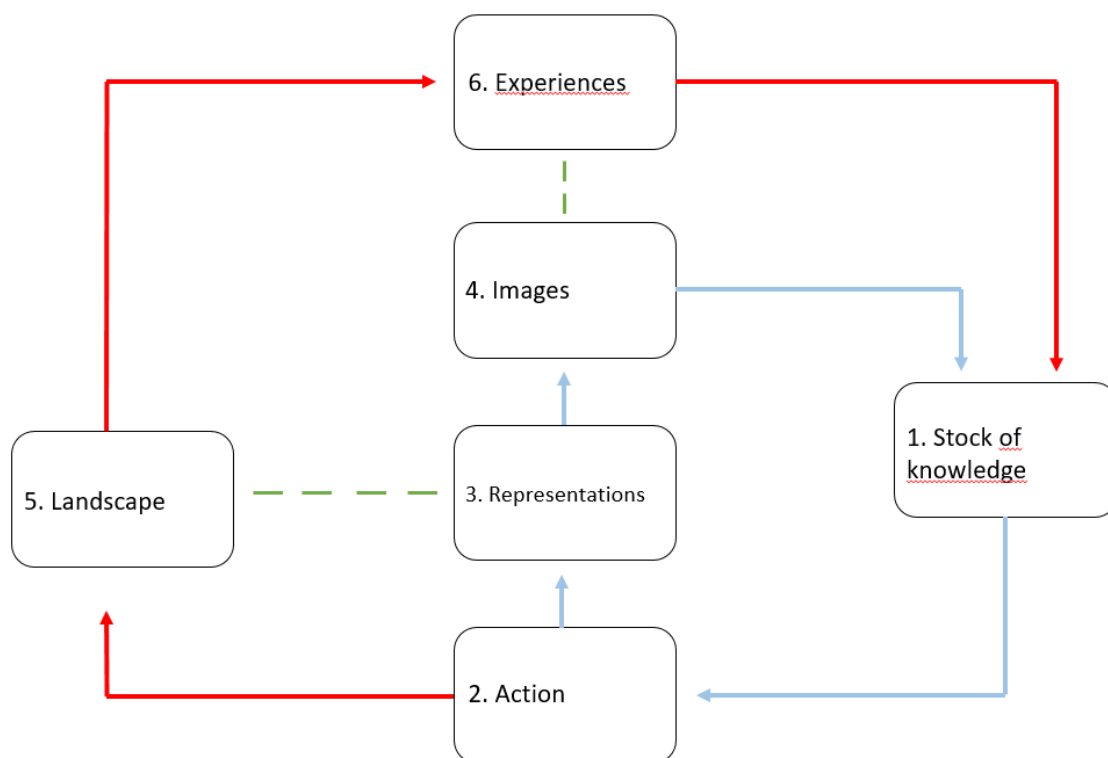 6. Experiences
4. Images
1. Stock of
knowledge
5. Landscape
3. Representations
2. Action